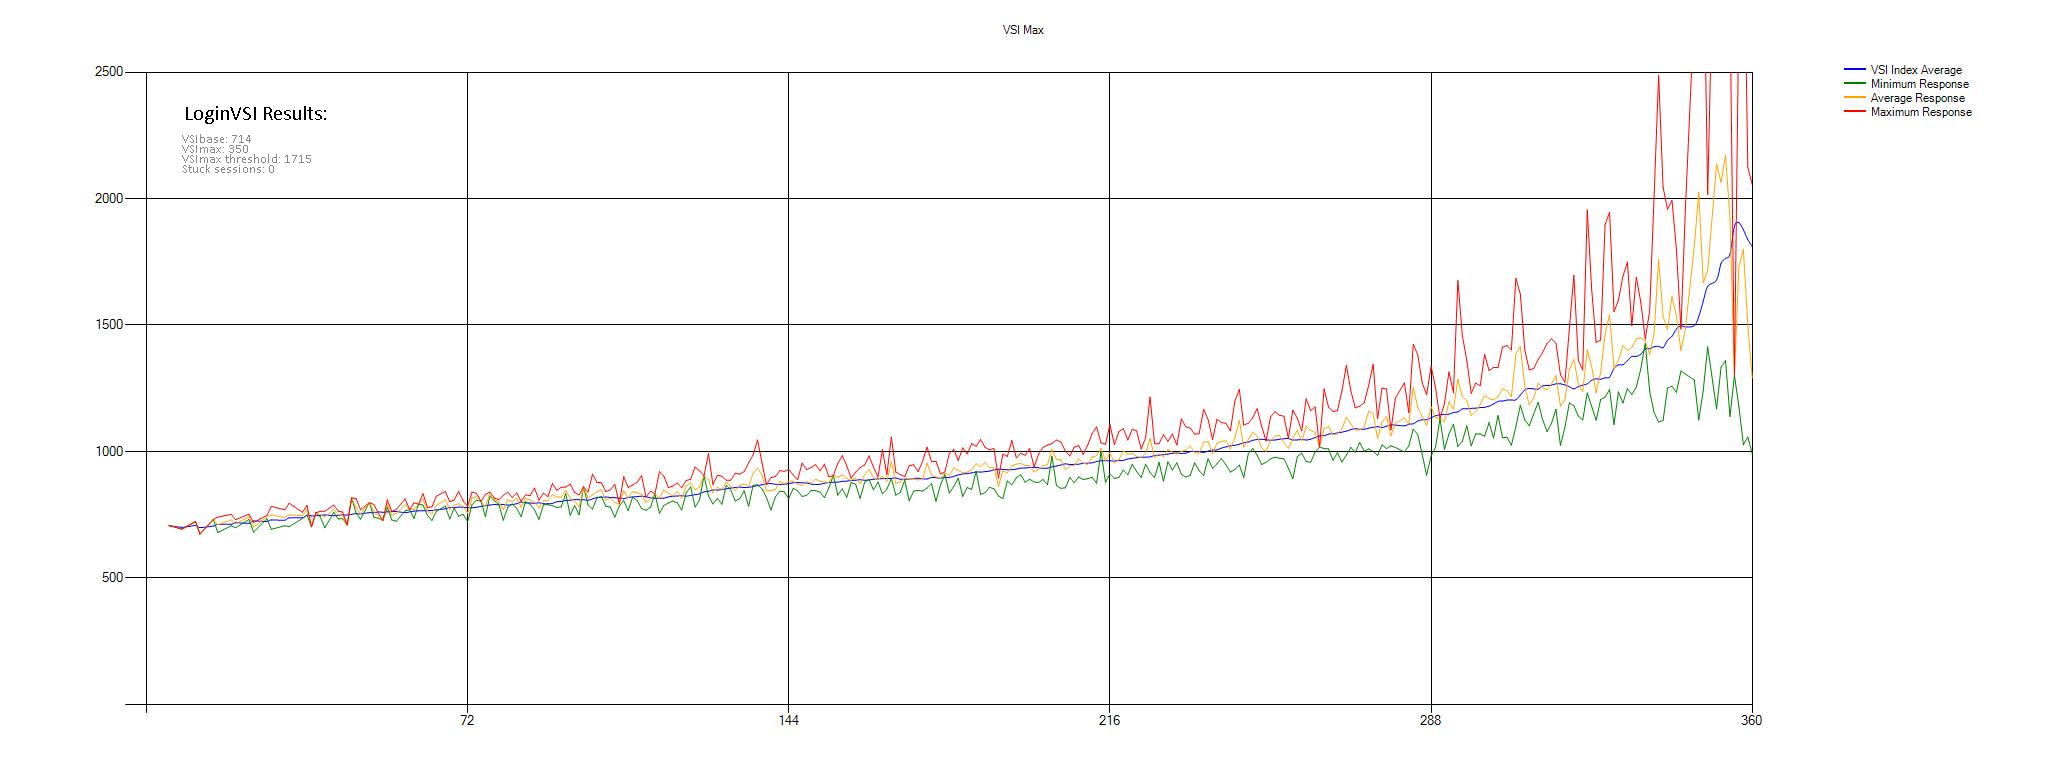 VSI Max
2500
2000
1500
1000
500
LoginVSI Results:
VSIbase: 714
VSImax: 350
VSImax threshold: 1715
Stuck sessions: 0
VSI Index Average
Minimum Response
Average Response
Maximum Response
72 144 216 288 360